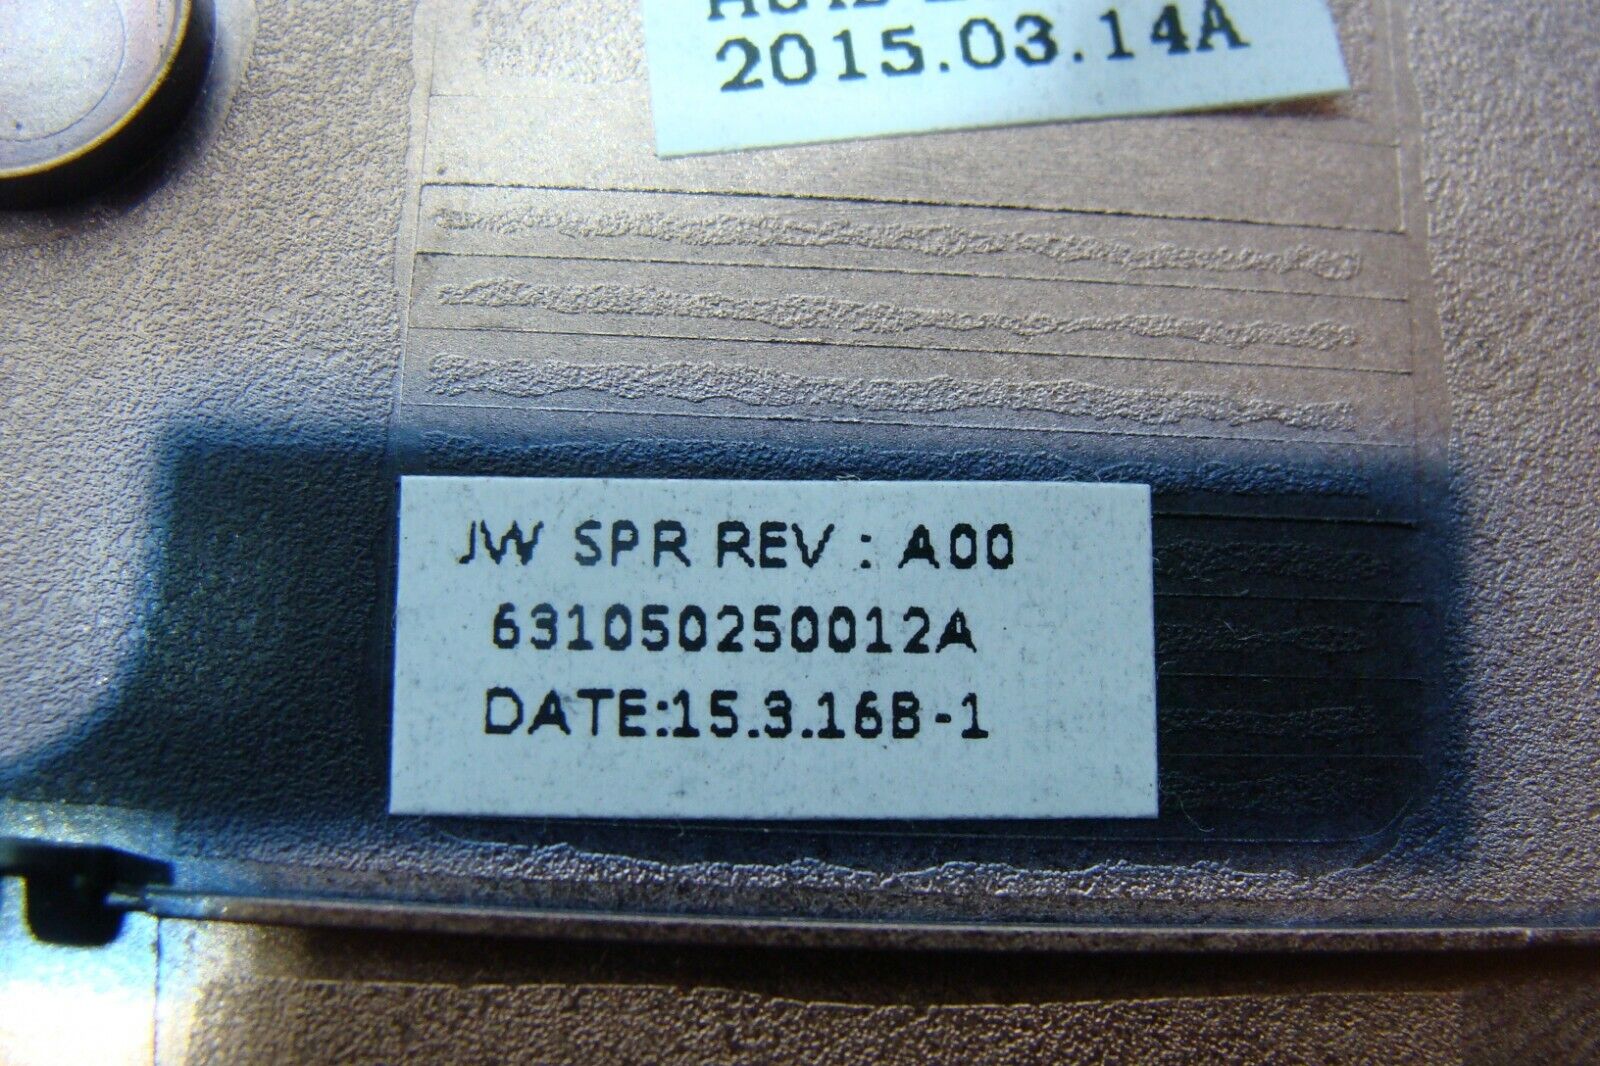 2015.03.14A
JW SPR REV : A00
631050250012A
DATE:15.3.16B-1